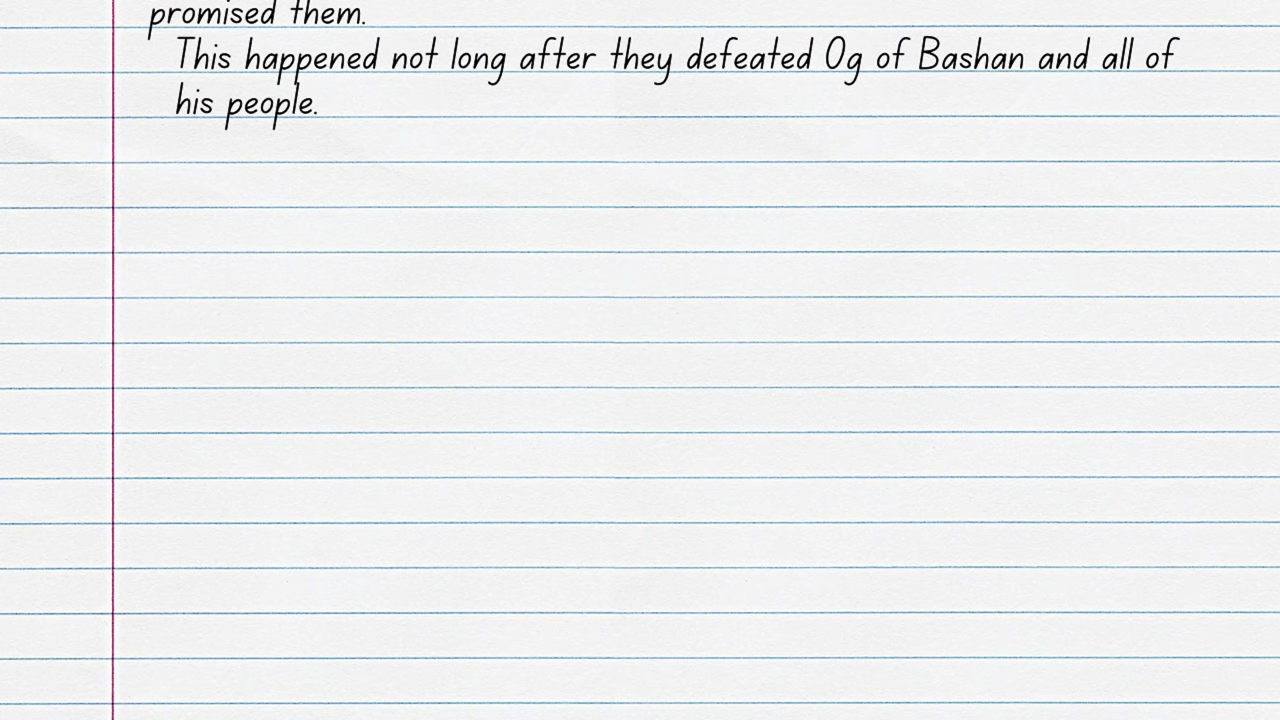 promised them.
This happened not long after they defeated Og of Bashan and all of
his people.